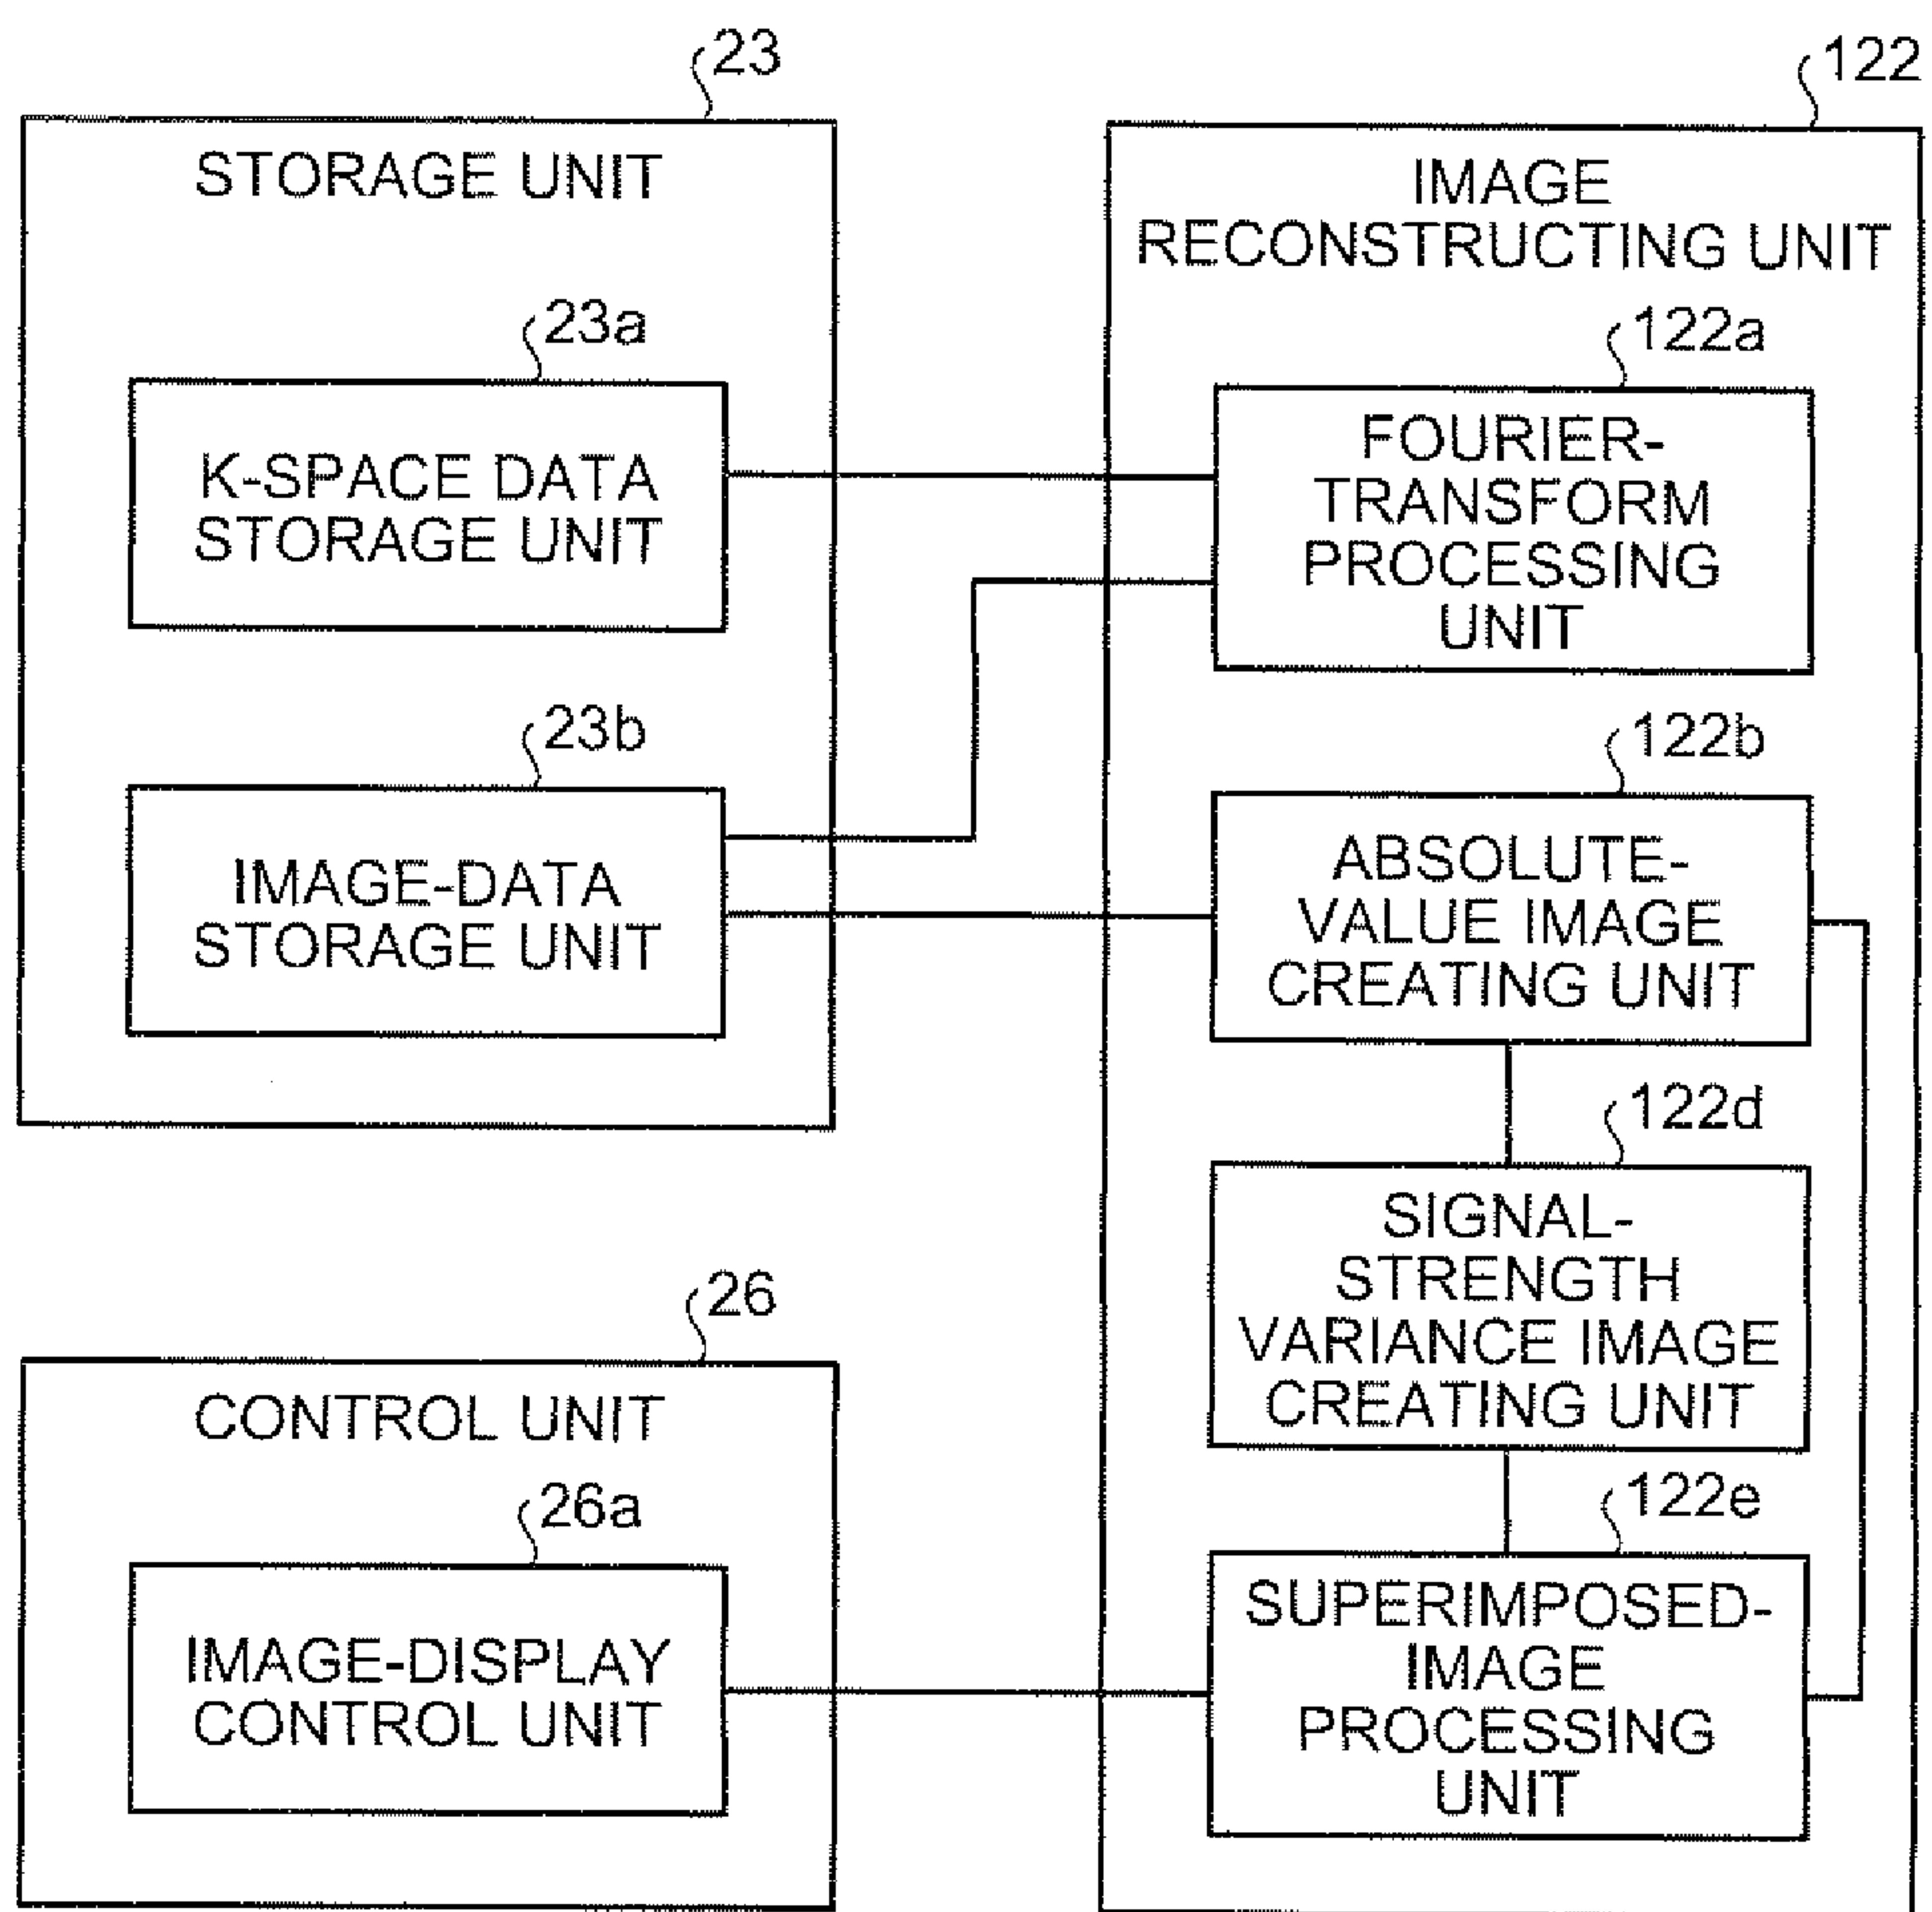 23
STORAGE UNIT
23a
K-SPACE DATA
STORAGE UNIT
23b
IMAGE-DATA
STORAGE UNIT
26
CONTROL UNIT
26a
IMAGE-DISPLAY
CONTROL UNIT
122
IMAGE
RECONSTRUCTING UNIT
122a
FOURIER-
TRANSFORM
PROCESSING
UNIT
122b
ABSOLUTE-
VALUE IMAGE
CREATING UNIT
122d
SIGNAL-
STRENGTH
VARIANCE IMAGE
CREATING UNIT
122e
SUPERIMPOSED-
IMAGE
PROCESSING
UNIT